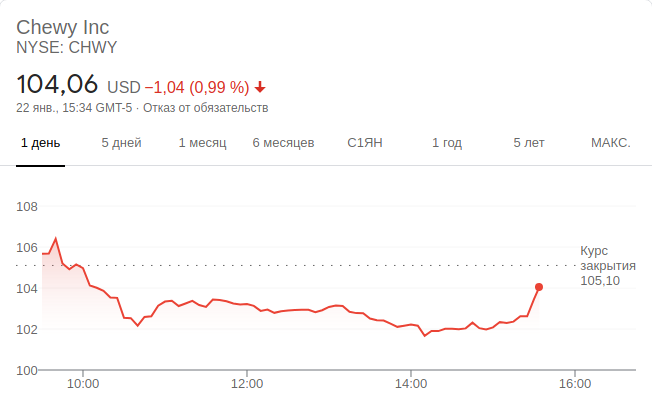 Chewy Inc
NYSE: CHWY
104,06 USD −1,04 (0,99 %)
22 янв., 15:34 GMT-5 · Отказ от обязательств
1 день 5 дней 1 месяц 6 месяцев С1ЯН 1 год 5 лет МАКС.
108
106
Курс
закрытия
105,10
104
102
100
10:00 12:00 14:00 16:00